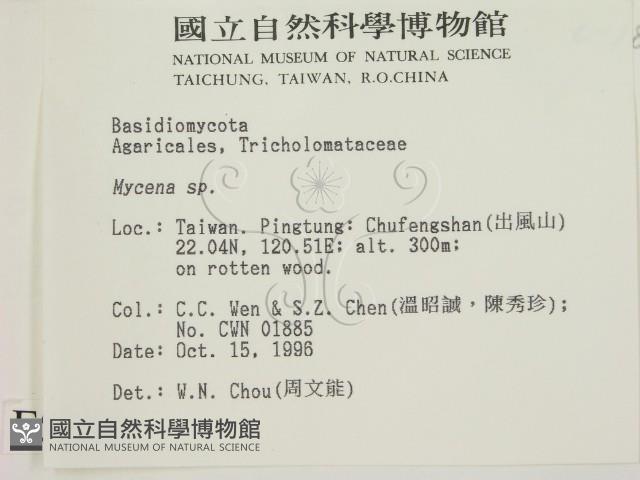 國立自然科學博物館
NATIONAL MUSEUM OF NATURAL SCIENCE
TAICHUNG, TAIWAN, R.O.CHINA
Basidiomycota
Agaricales, Tricholomataceae
Mycena sp.
Loc.: Taiwan. Pingtung: Chufengshan(出風山)
22.04N, 120.51E; alt. 300m;
on rotten wood.
Col.: C.C. Wen & S.Z. Chen(溫昭誠，陳秀珍);
No. CWN 01885
Date: Oct. 15, 1996
Det.: W.N. Chou(周文能)
國立自然科學博物館
NATIONAL MUSEUM OF NATURAL SCIENCE